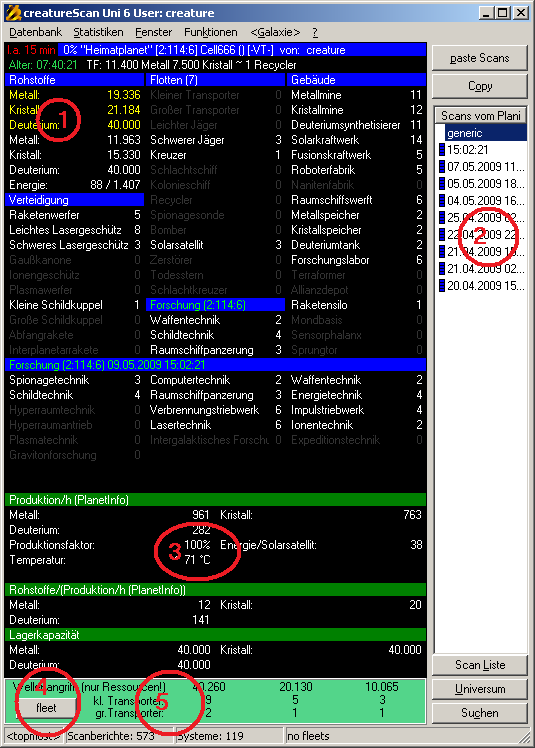 creatureScan Uni 6 User: creature
Datenbank Statistiken Fenster Funktionen <Galaxie> ?
l.a. 15 min 0% "Heimatplanet" [2:114:6] Cell666 () [-VT-] von: creature
Alter: 07:40:21 TF: 11.400 Metall 7.500 Kristall ~ 1 Recycler
Rohstoffe Flotten (7) Gebäude
Metall: 19.336 Kleiner Transporter 0 Metallmine 11
Kristall: 21.184 Großer Transporter 0 Kristallmine 12
Deuterium: 40.000 Leichter Jäger 0 Deuteriumsynthetisierer 11
Metall: 11.963 Schwerer Jäger 3 Solarkraftwerk 14
Kristall: 15.330 Kreuzer 1 Fusionskraftwerk 5
Deuterium: 40.000 Schlachtschiff 0 Roboterfabrik 5
Energie: 88 / 1.407 Kolonieschiff 0 Nanitenfabrik 0
Verteidigung Recycler 0 Raumschiffswerft 6
Raketenwerfer 5 Spionagesonde 0 Metallspeicher 2
Leichtes Lasergeschütz 8 Bomber 0 Kristallspeicher 2
Schweres Lasergeschütz 3 Solarsatellit 3 Deuteriumtank 2
Gaußkanone 0 Zerstörer 0 Forschungslabor 6
Ionengeschütz 0 Todesstern 0 Terraformer 0
Plasmawerfer 0 Schlachtkreuzer 0 Allianzdepot 0
Kleine Schildkuppel 1 Forschung (2:114:6) Raketensilo 1
Große Schildkuppel 0 Waffentechnik 2 Mondbasis 0
Abfangrakete 0 Schildtechnik 4 Sensorphalanx 0
Interplanetarrakete 0 Raumschiffpanzerung 3 Sprungtor 0
Forschung (2:114:6) 09.05.2009 15:02:21
Spionagetechnik 3 Computertechnik 2 Waffentechnik 2
Schildtechnik 4 Raumschiffpanzerung 3 Energietechnik 4
Hyperraumtechnik 0 Verbrennungstriebwerk 6 Impulstriebwerk 4
Hyperraumantrieb 0 Lasertechnik 6 Ionentechnik 2
Plasmatechnik 0 Intergalaktisches Forschu 0 Expeditionstechnik 0
Gravitonforschung 0
Produktion/h (PlanetInfo)
Metall: 961 Kristall: 763
Deuterium: 282
Produktionsfaktor: 100% Energie/Solarsatellit: 38
Temperatur: 71 °C
Rohstoffe/(Produktion/h (PlanetInfo))
Metall: 12 Kristall: 20
Deuterium: 141
Lagerkapazität
Metall: 40.000 Kristall: 40.000
Deuterium: 40.000
(nur Ressourcen!) 40.260 20.130 10.065
fleet kl. Transporter: 9 5 3
gr.Transporter: 2 1 1
<topmost> Scanberichte: 573 Systeme: 119 no fleets
paste Scans
Copy
Scans vom Plani
generic
15:02:21
07.05.2009 11...
05.05.2009 18...
04.05.2009 16...
25.04.2009
22.04.2009 22...
21.04.2009
21.04.2009 02...
20.04.2009 15...
Scan Liste
Universum
Suchen
1
2
3
4
5